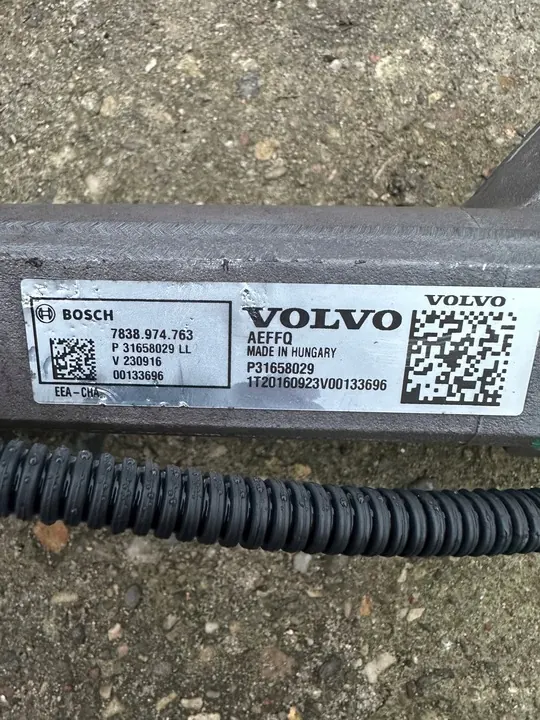 BOSCH
7838.974.763
P 31658029 LL
V 230916
00133696
EEA-CHA
VOLVO
AEFFQ
MADE IN HUNGARY
P31658029
1T20160923V00133696
VOLVO